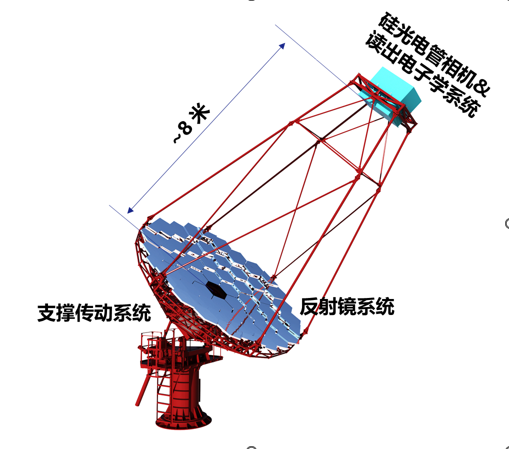 硅光电管相机&
读出电子学系统
~8 米
支撑传动系统
反射镜系统